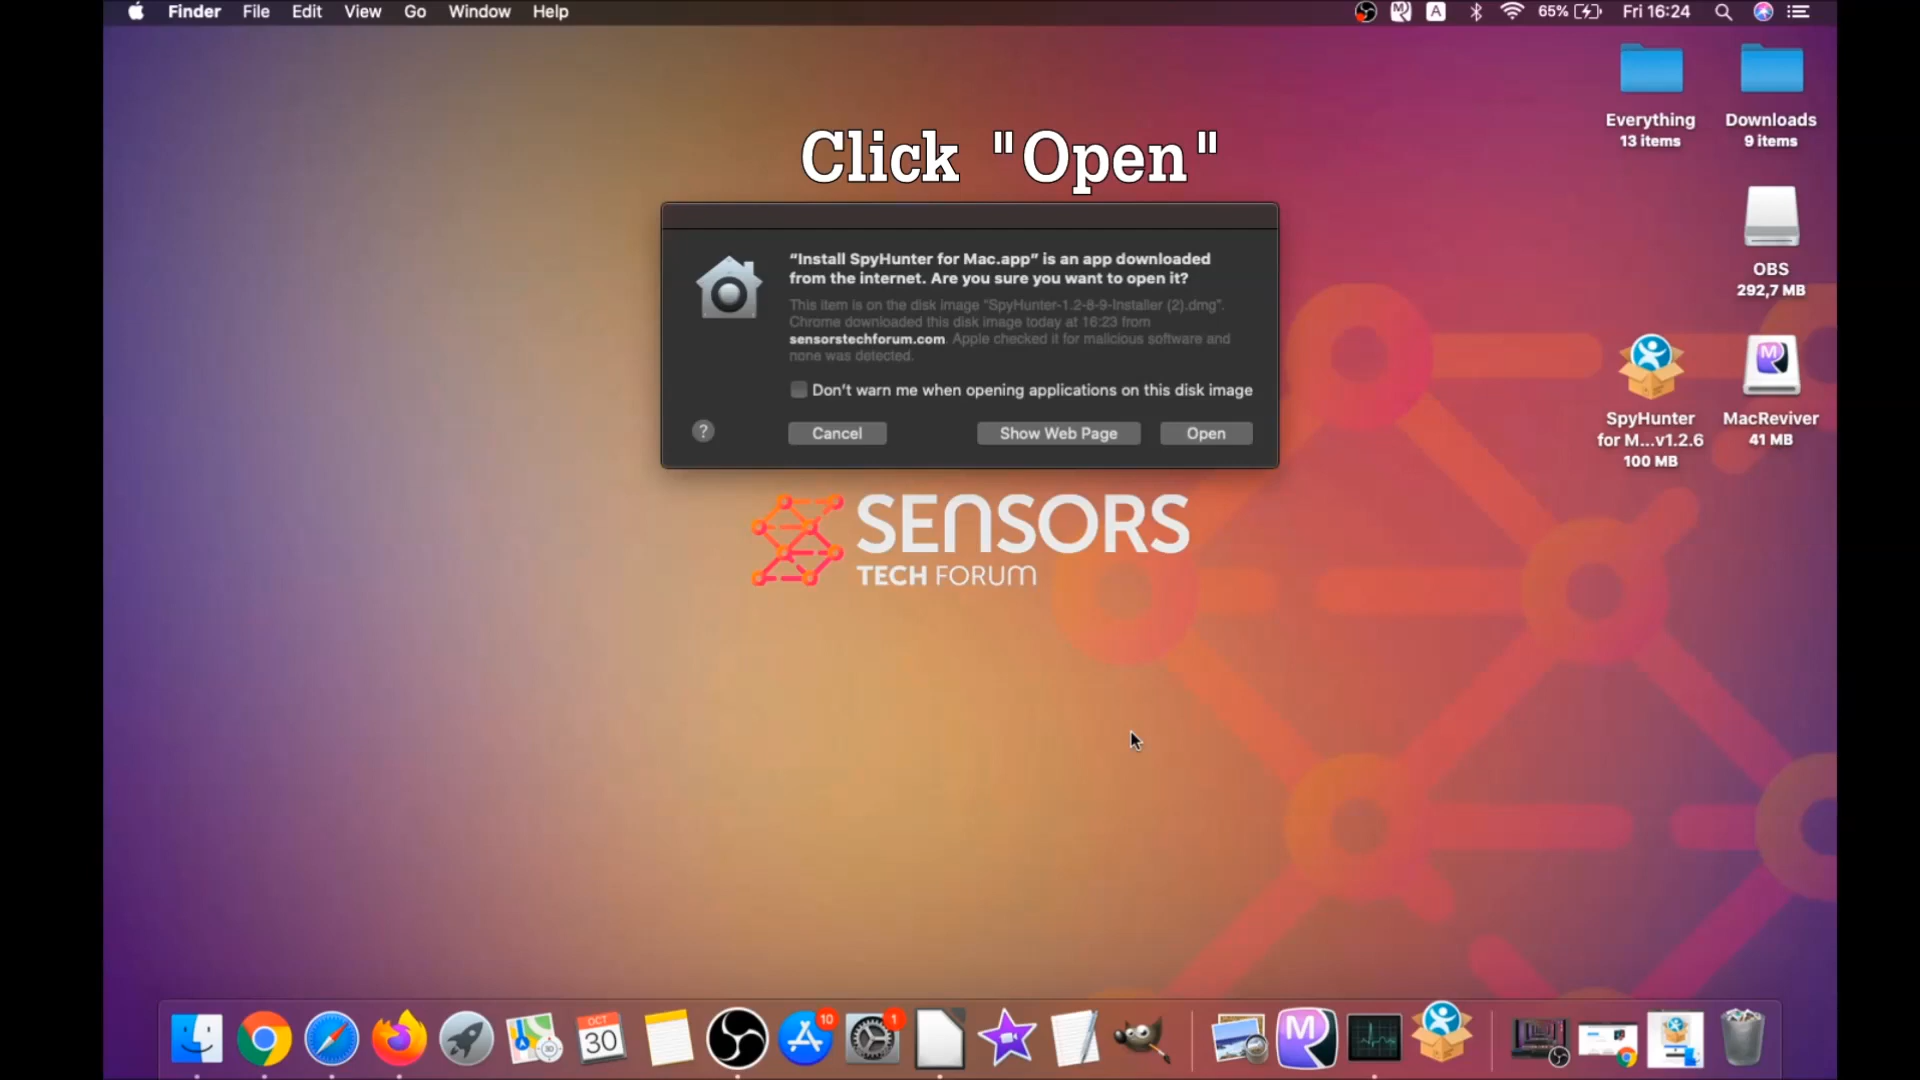 Finder File Edit View Go Window Help
A 65% Fri 16:24
Everything
13 items
Downloads
9 items
OBS
292,7 MB
SpyHunter
for M...v1.2.6
100 MB
MacReviver
41 MB
Click "Open"
“Install SpyHunter for Mac.app” is an app downloaded
from the internet. Are you sure you want to open it?
This item is on the disk image “SpyHunter-1.2-8-9-Installer (2).dmg”.
Chrome downloaded this disk image today at 16:23 from
sensorstechforum.com. Apple checked it for malicious software and
none was detected.
Don’t warn me when opening applications on this disk image
? Cancel Show Web Page Open
SENSORS
TECH FORUM
OCT
30
10
1
M